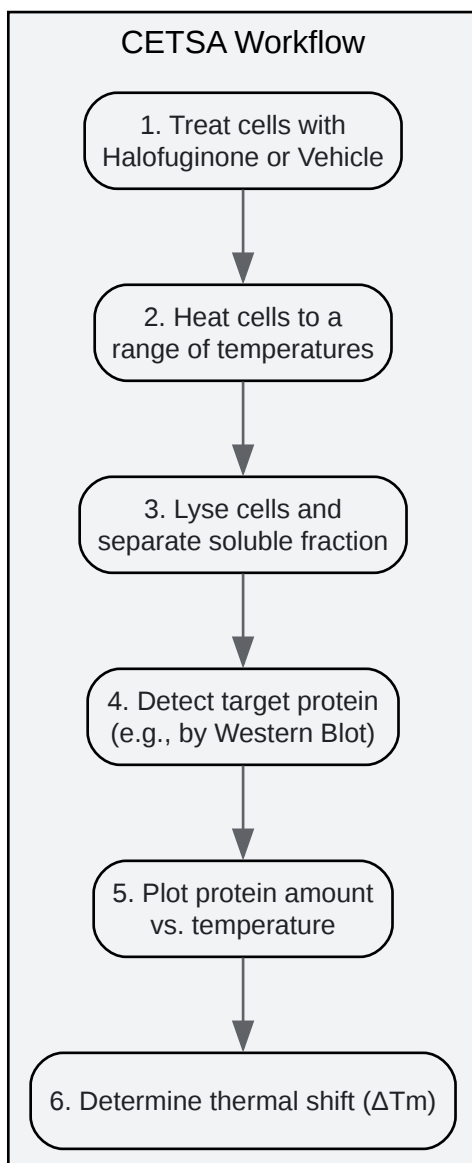 CETSA Workflow
1. Treat cells with
Halofuginone or Vehicle
2. Heat cells to a
range of temperatures
3. Lyse cells and
separate soluble fraction
4. Detect target protein
(e.g., by Western Blot)
5. Plot protein amount
vs. temperature
6. Determine thermal shift (ΔTm)